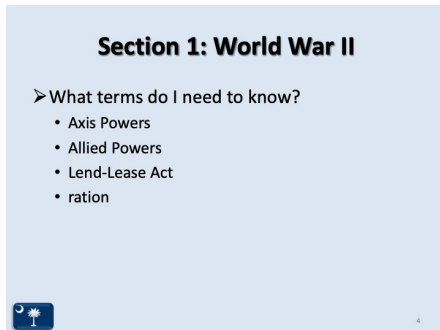 Section 1: World War II
➢What terms do I need to know?
• Axis Powers
• Allied Powers
• Lend-Lease Act
• ration
4